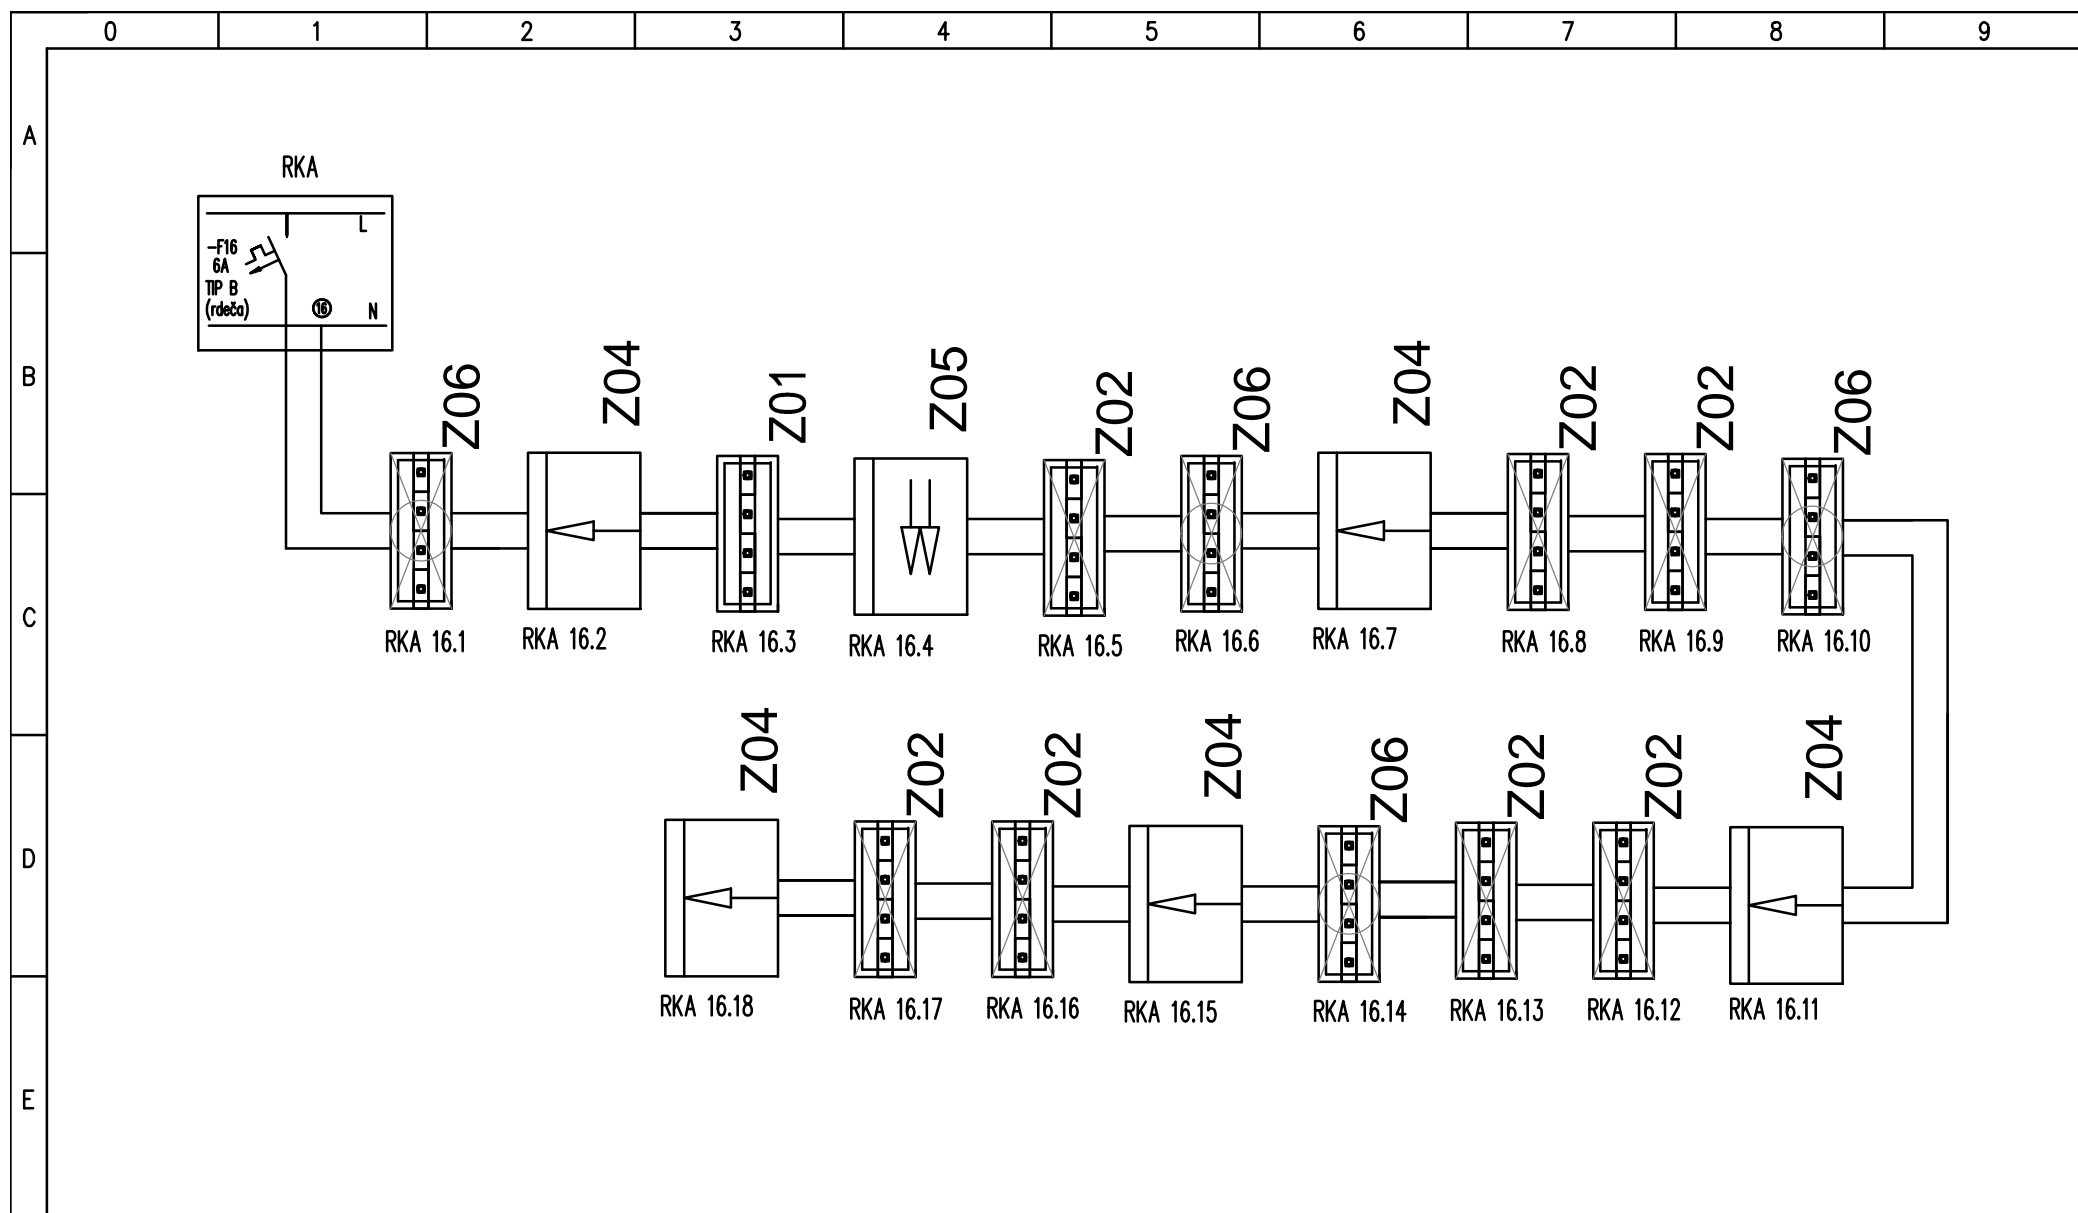 0 1 2 3 4 5 6 7 8 9
A
RKA
L
-F16
6A
TIP B
(rdeča)
16
N
B
Z06 Z04 Z01 Z05 Z02 Z06 Z04 Z02 Z02 Z06
C
RKA 16.1 RKA 16.2 RKA 16.3 RKA 16.4 RKA 16.5 RKA 16.6 RKA 16.7 RKA 16.8 RKA 16.9 RKA 16.10
Z04 Z02 Z02 Z04 Z06 Z02 Z02 Z04
D
RKA 16.18 RKA 16.17 RKA 16.16 RKA 16.15 RKA 16.14 RKA 16.13 RKA 16.12 RKA 16.11
E